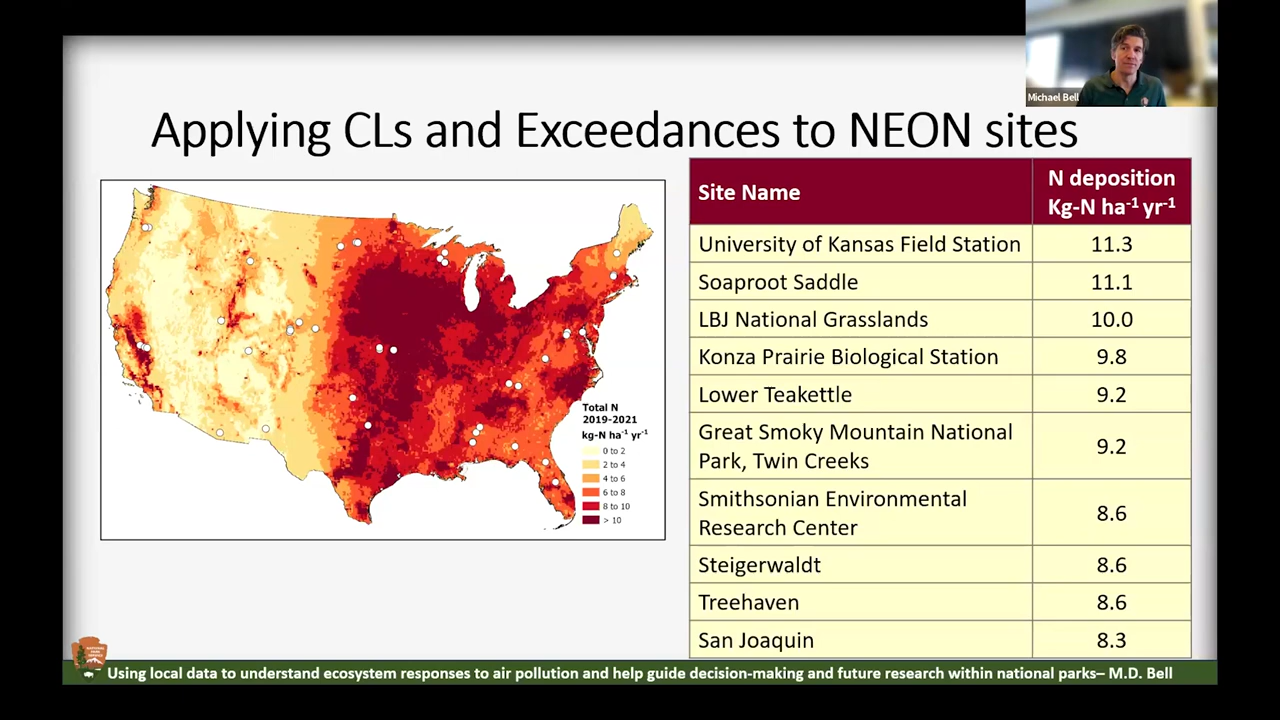 Michael Bell
Applying CLs and Exceedances to NEON sites
Total N
2019-2021
kg-N ha-1 yr-1
0 to 2
2 to 4
4 to 6
6 to 8
8 to 10
> 10
Site Name
N deposition
Kg-N ha-1 yr-1
University of Kansas Field Station 11.3
Soaproot Saddle 11.1
LBJ National Grasslands 10.0
Konza Prairie Biological Station 9.8
Lower Teakettle 9.2
Great Smoky Mountain National
Park, Twin Creeks
9.2
Smithsonian Environmental
Research Center
8.6
Steigerwaldt 8.6
Treehaven 8.6
San Joaquin 8.3
Using local data to understand ecosystem responses to air pollution and help guide decision-making and future research within national parks– M.D. Bell